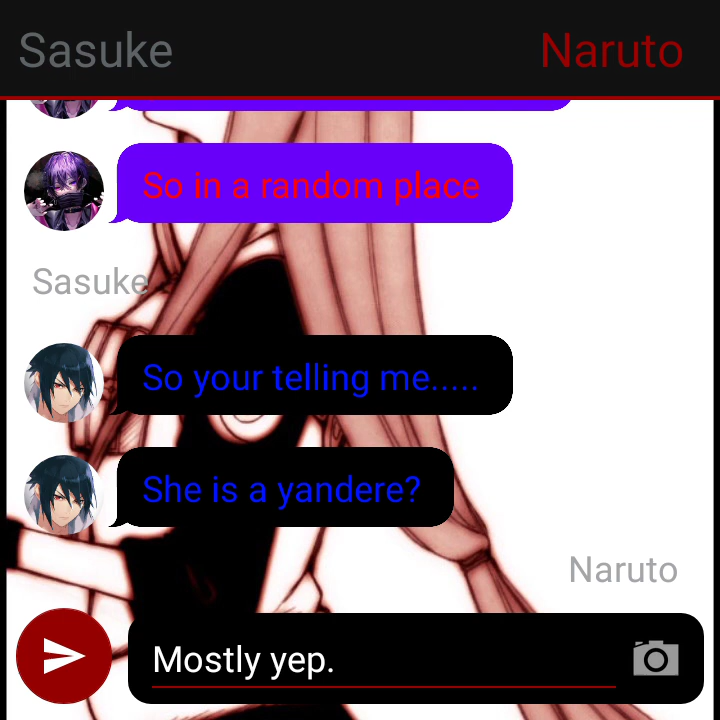 Sasuke
Naruto
So in a random place
Sasuke
So your telling me.....
She is a yandere?
Naruto
Mostly yep.